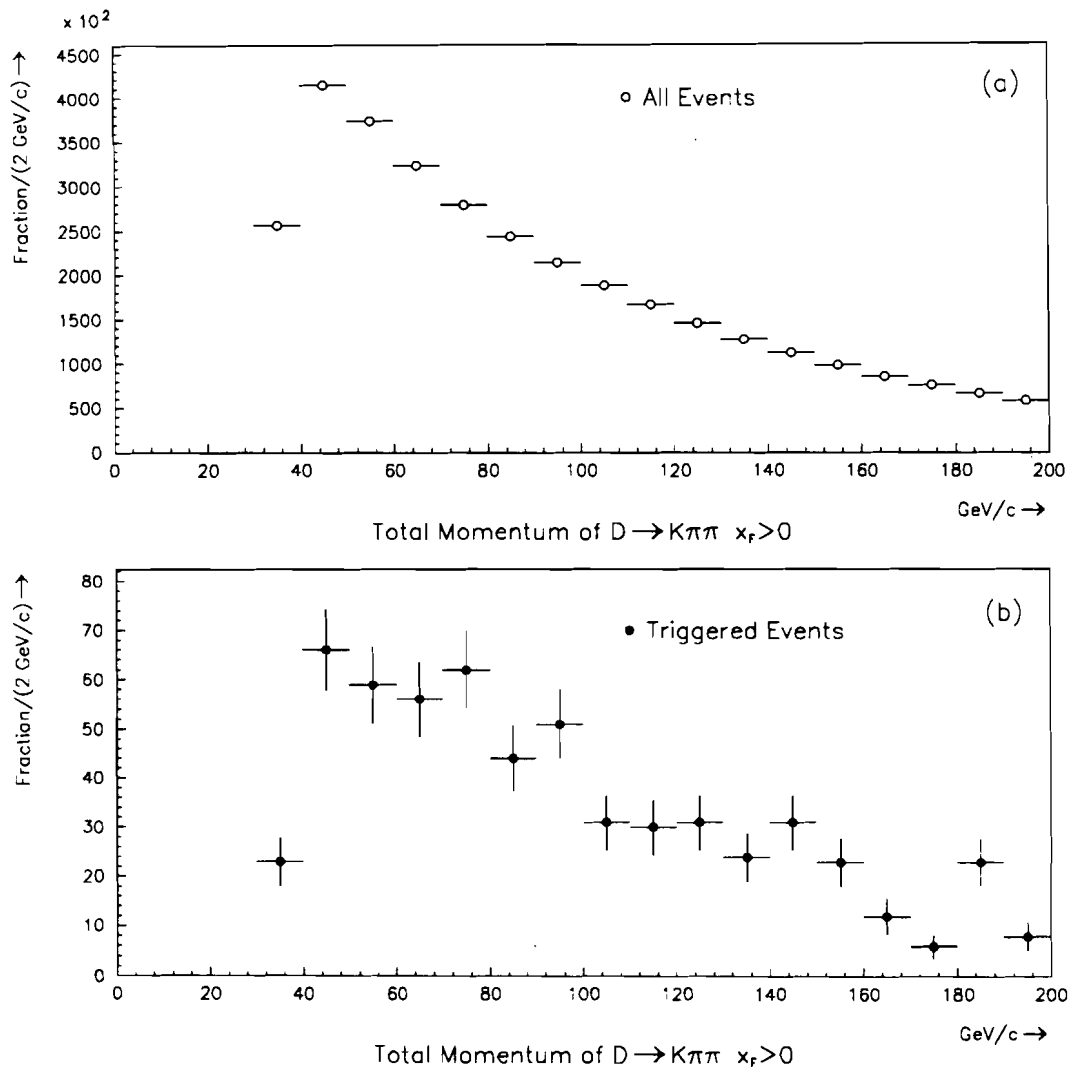 × 10²
Fraction/(2 GeV/c) →
4500
4000
3500
3000
2500
2000
1500
1000
500
0
(a)
All Events
0 20 40 60 80 100 120 140 160 180 200
GeV/c →
Total Momentum of D → Kππ x_F>0
Fraction/(2 GeV/c) →
80
70
60
50
40
30
20
10
0
(b)
Triggered Events
0 20 40 60 80 100 120 140 160 180 200
GeV/c →
Total Momentum of D → Kππ x_F>0